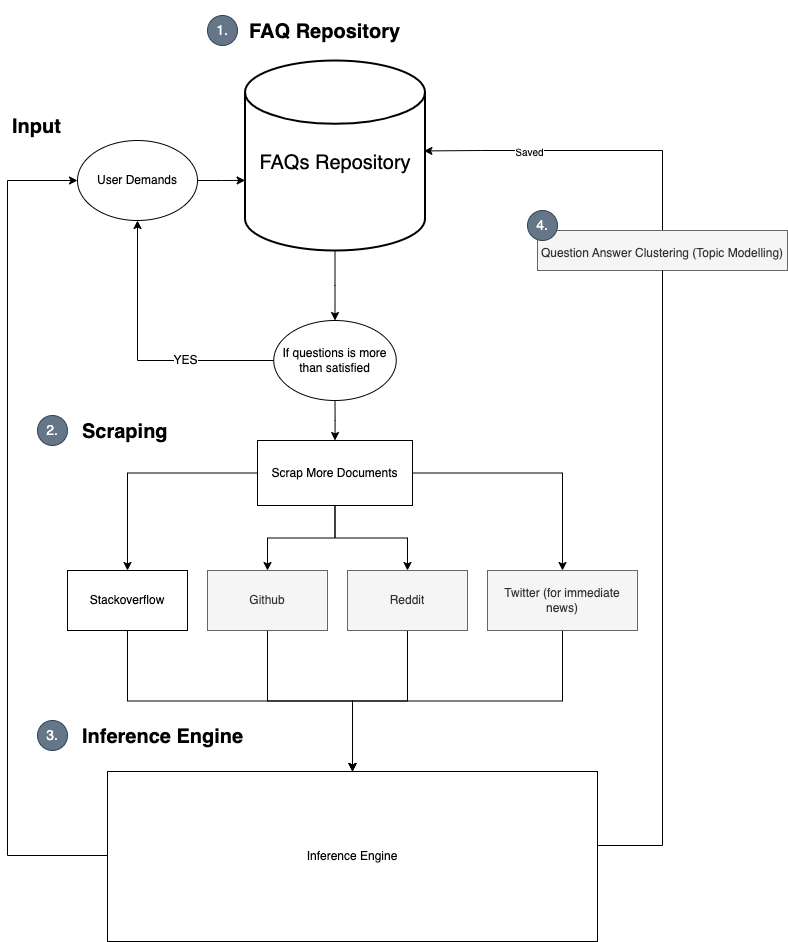 1. FAQ Repository
Input
FAQs Repository
User Demands
Saved
4.
Question Answer Clustering (Topic Modelling)
If questions is more
than satisfied
YES
2. Scraping
Scrap More Documents
Stackoverflow
Github
Reddit
Twitter (for immediate
news)
3. Inference Engine
Inference Engine